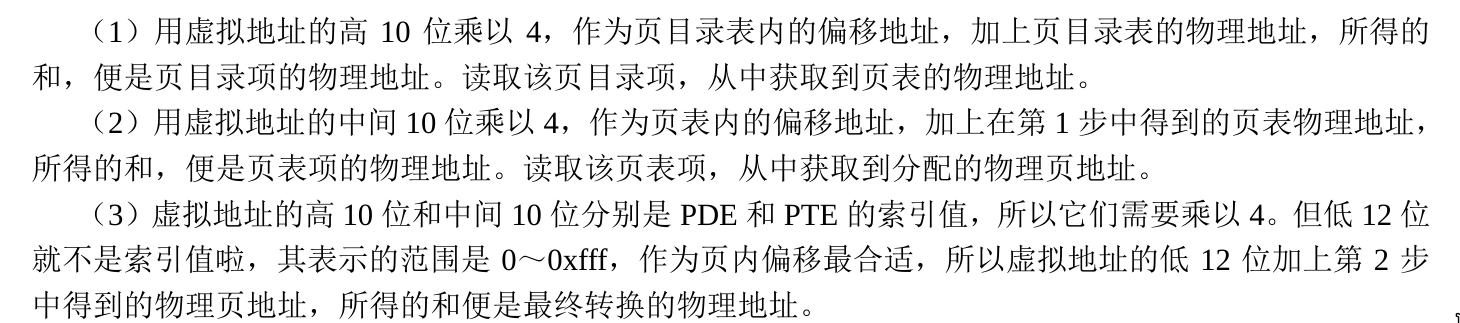 （1）用虚拟地址的高 10 位乘以 4，作为页目录表内的偏移地址，加上页目录表的物理地址，所得的
和，便是页目录项的物理地址。读取该页目录项，从中获取到页表的物理地址。
（2）用虚拟地址的中间 10 位乘以 4，作为页表内的偏移地址，加上在第 1 步中得到的页表物理地址，
所得的和，便是页表项的物理地址。读取该页表项，从中获取到分配的物理页地址。
（3）虚拟地址的高 10 位和中间 10 位分别是 PDE 和 PTE 的索引值，所以它们需要乘以 4。但低 12 位
就不是索引值啦，其表示的范围是 0～0xfff，作为页内偏移最合适，所以虚拟地址的低 12 位加上第 2 步
中得到的物理页地址，所得的和便是最终转换的物理地址。